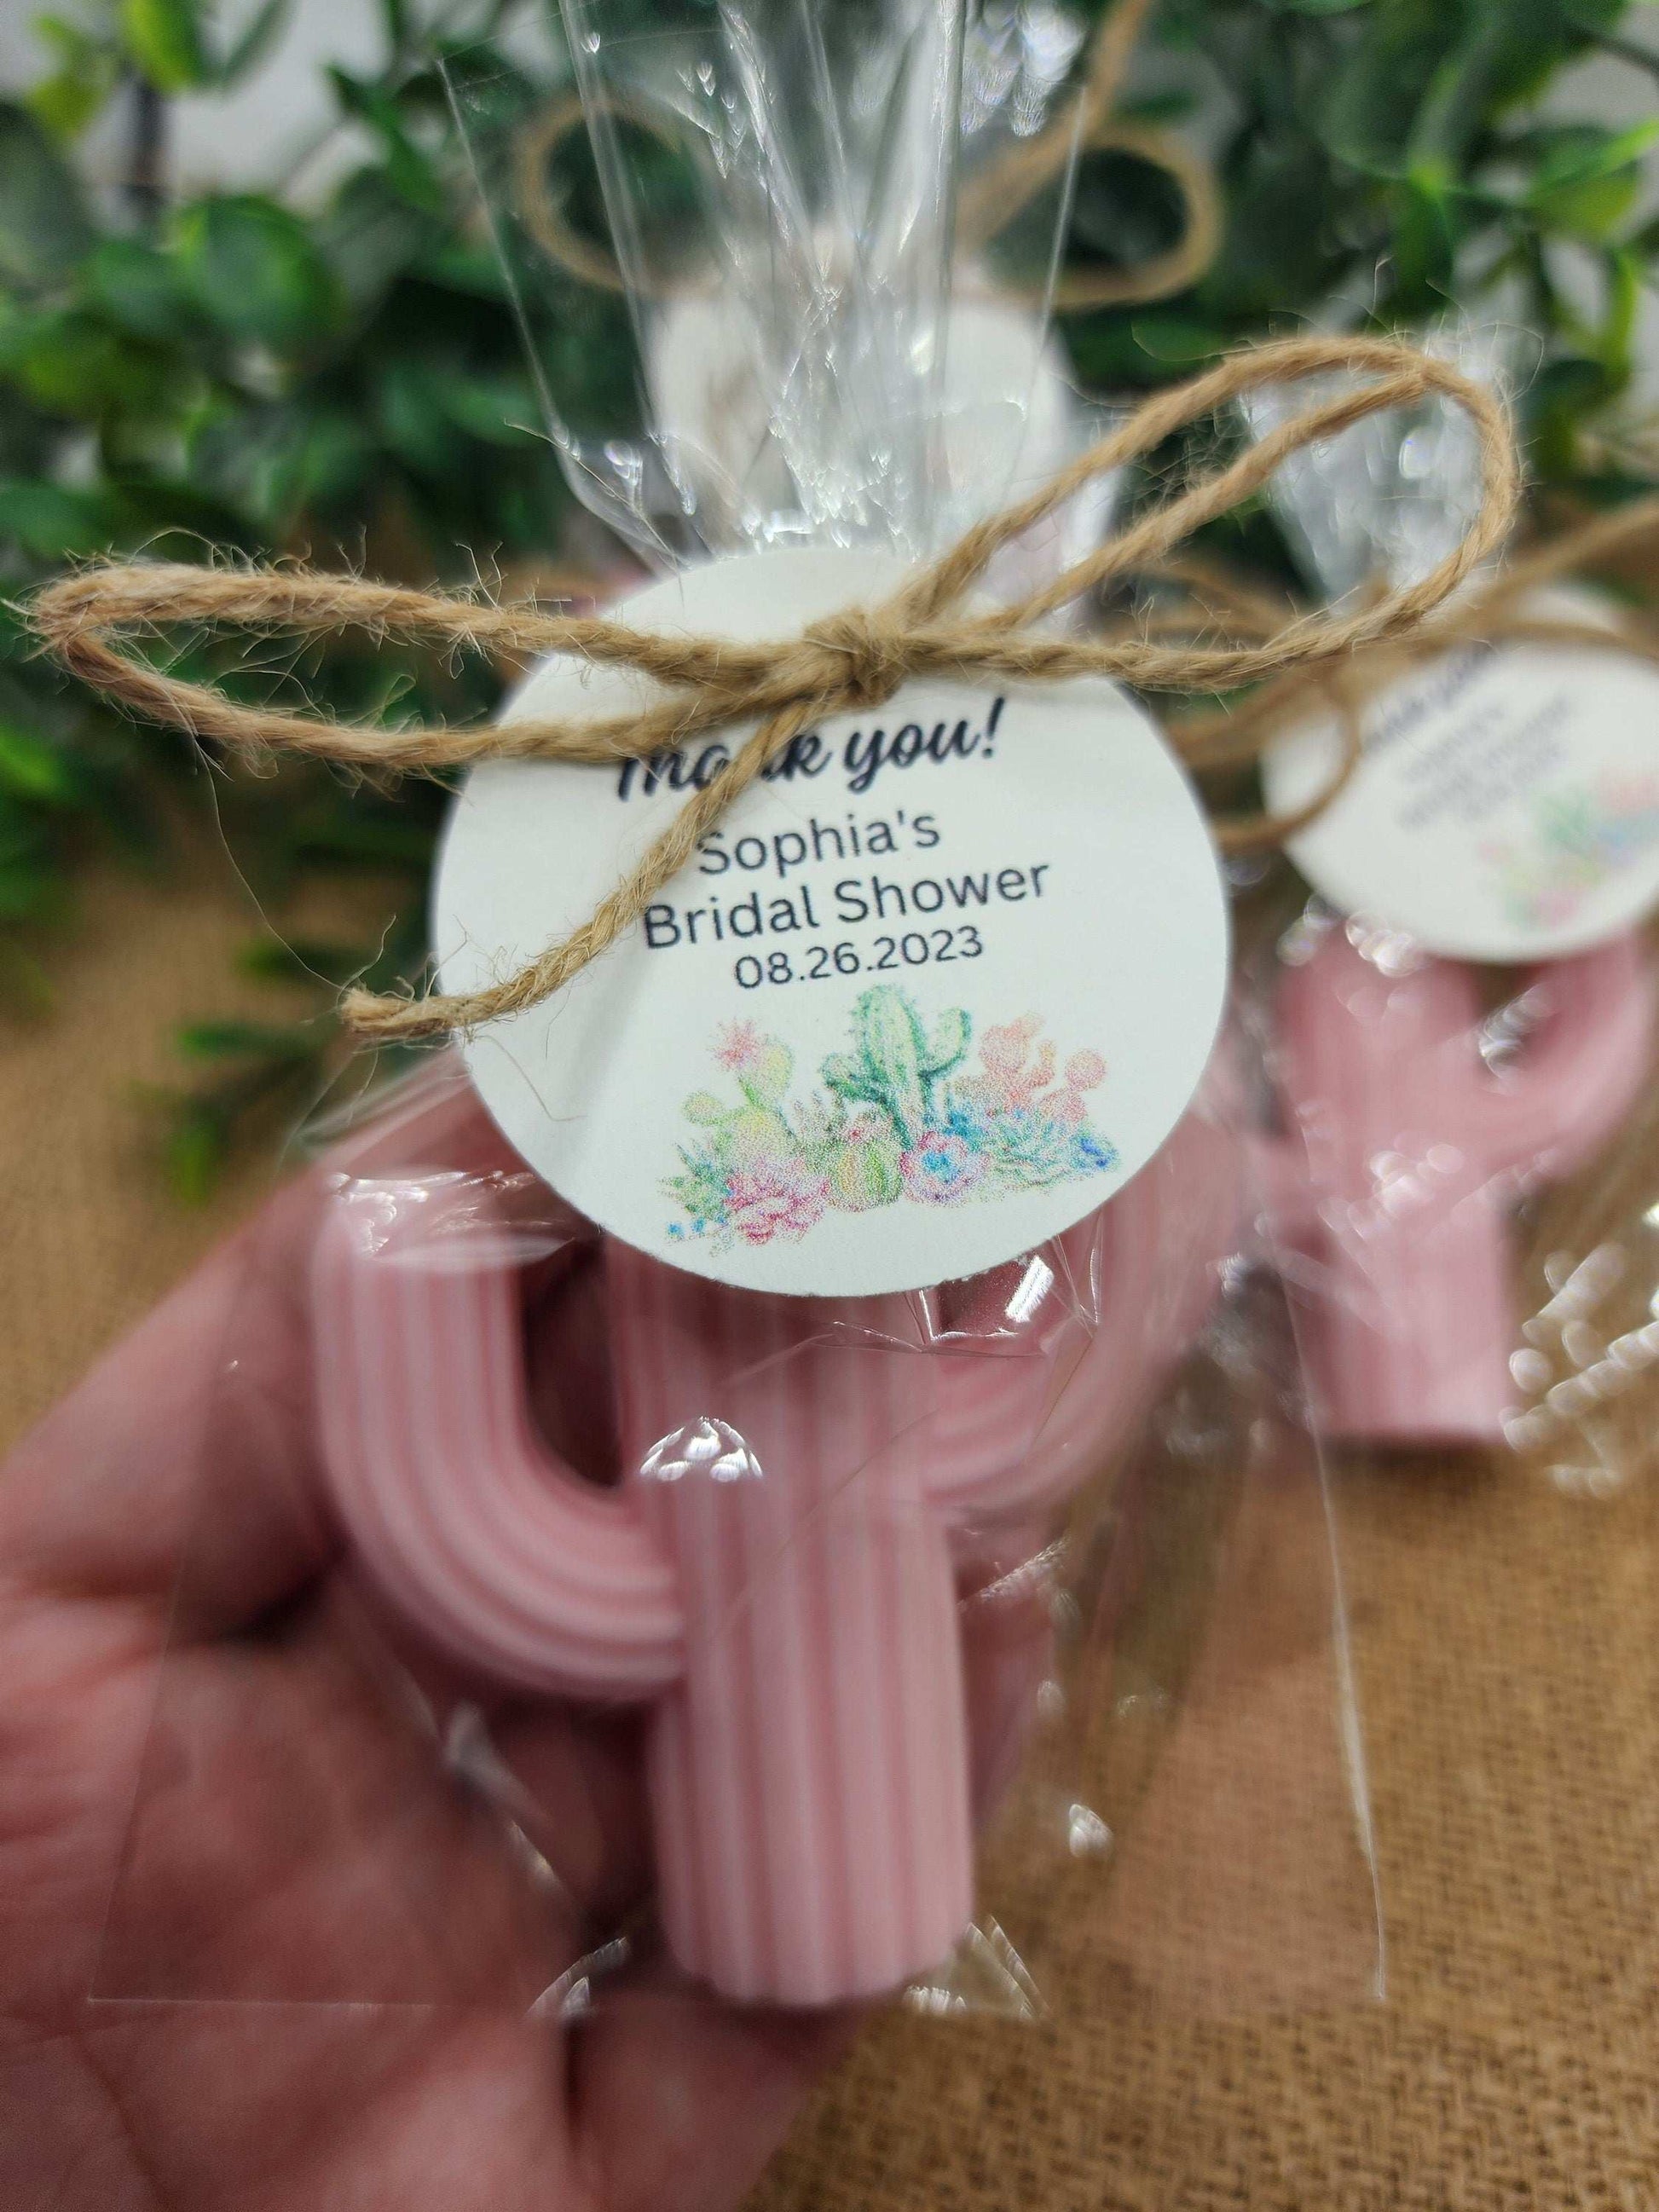 Thank you!
Sophia's
Bridal Shower
08.26.2023